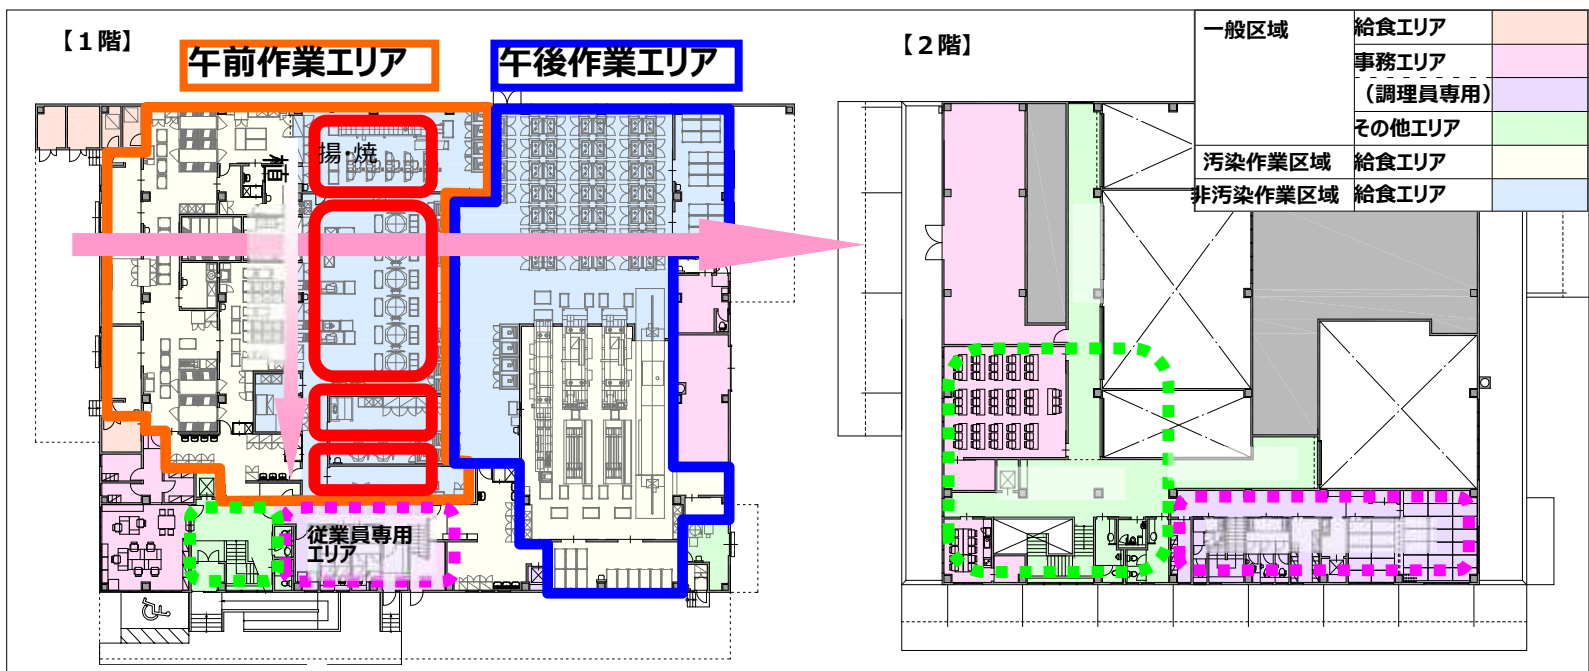 【1階】
午前作業エリア
午後作業エリア
【2階】
一般区域
給食エリア
事務エリア
（調理員専用）
その他エリア
汚染作業区域
給食エリア
非汚染作業区域
給食エリア
揚・焼
従業員専用
エリア